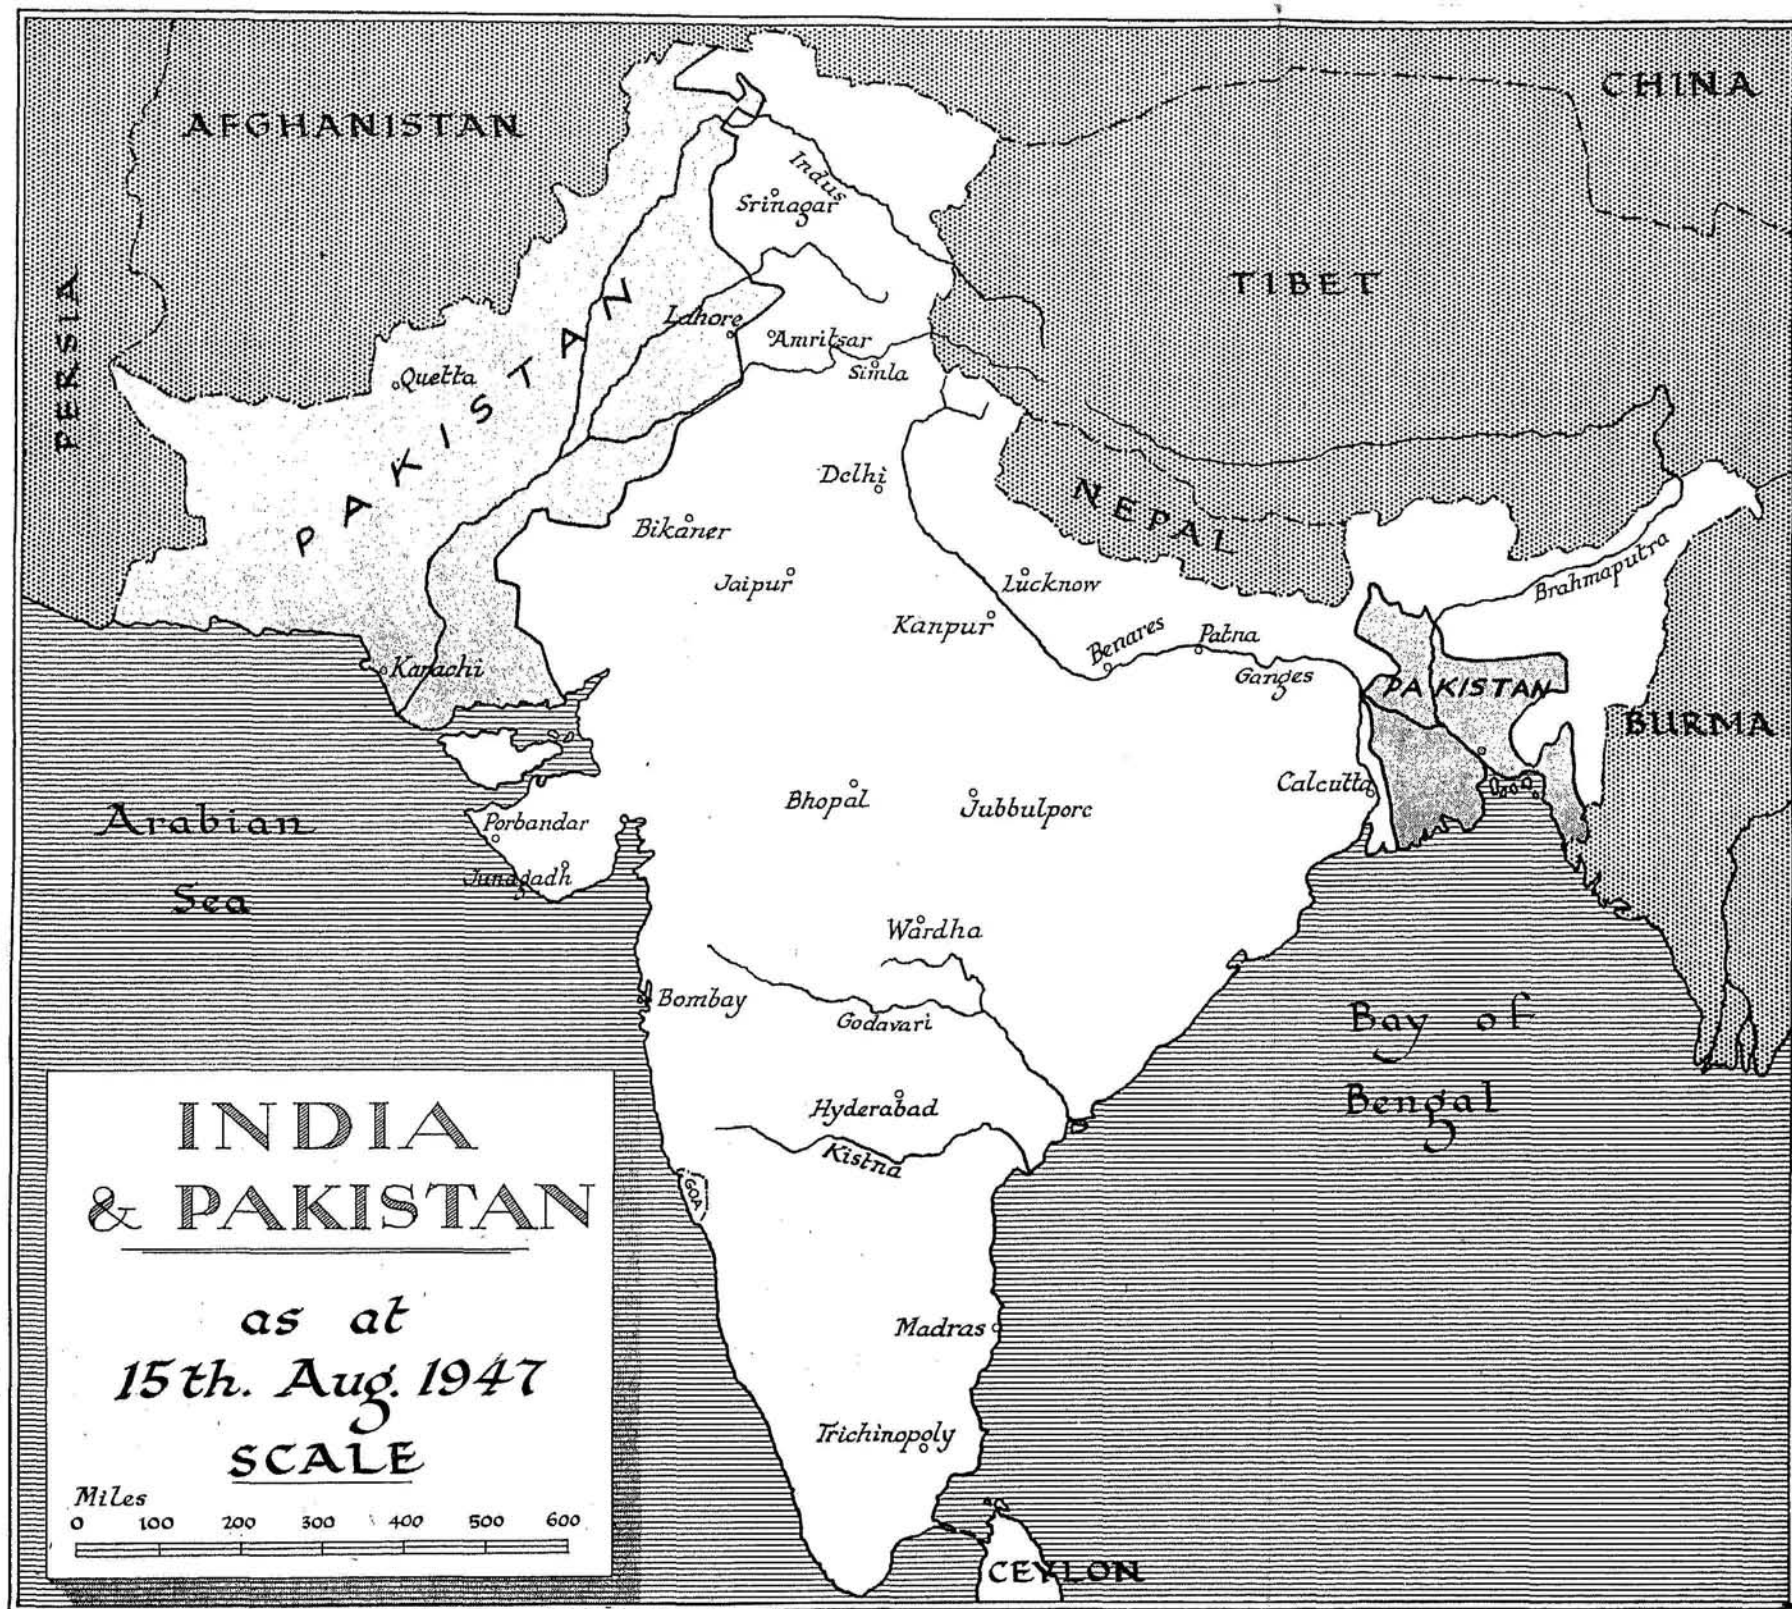 CHINA
AFGHANISTAN
Indus
Srinagar
TIBET
PERSIA
Lahore
Amritsar
Simla
Quetta
PAKISTAN
Delhi
NEPAL
Bikaner
Brahmaputra
Jaipur
Lucknow
Kanpur
Benares
Patna
Ganges
Karachi
PAKISTAN
BURMA
Calcutta
Bhopal
Jubbulpore
Arabian
Sea
Porbandar
Junagadh
Wardha
Bombay
Godavari
Bay of
Bengal
Hyderabad
Kistna
GOA
Madras
Trichinopoly
CEYLON
INDIA
& PAKISTAN
as at
15th. Aug. 1947
SCALE
Miles
0 100 200 300 400 500 600